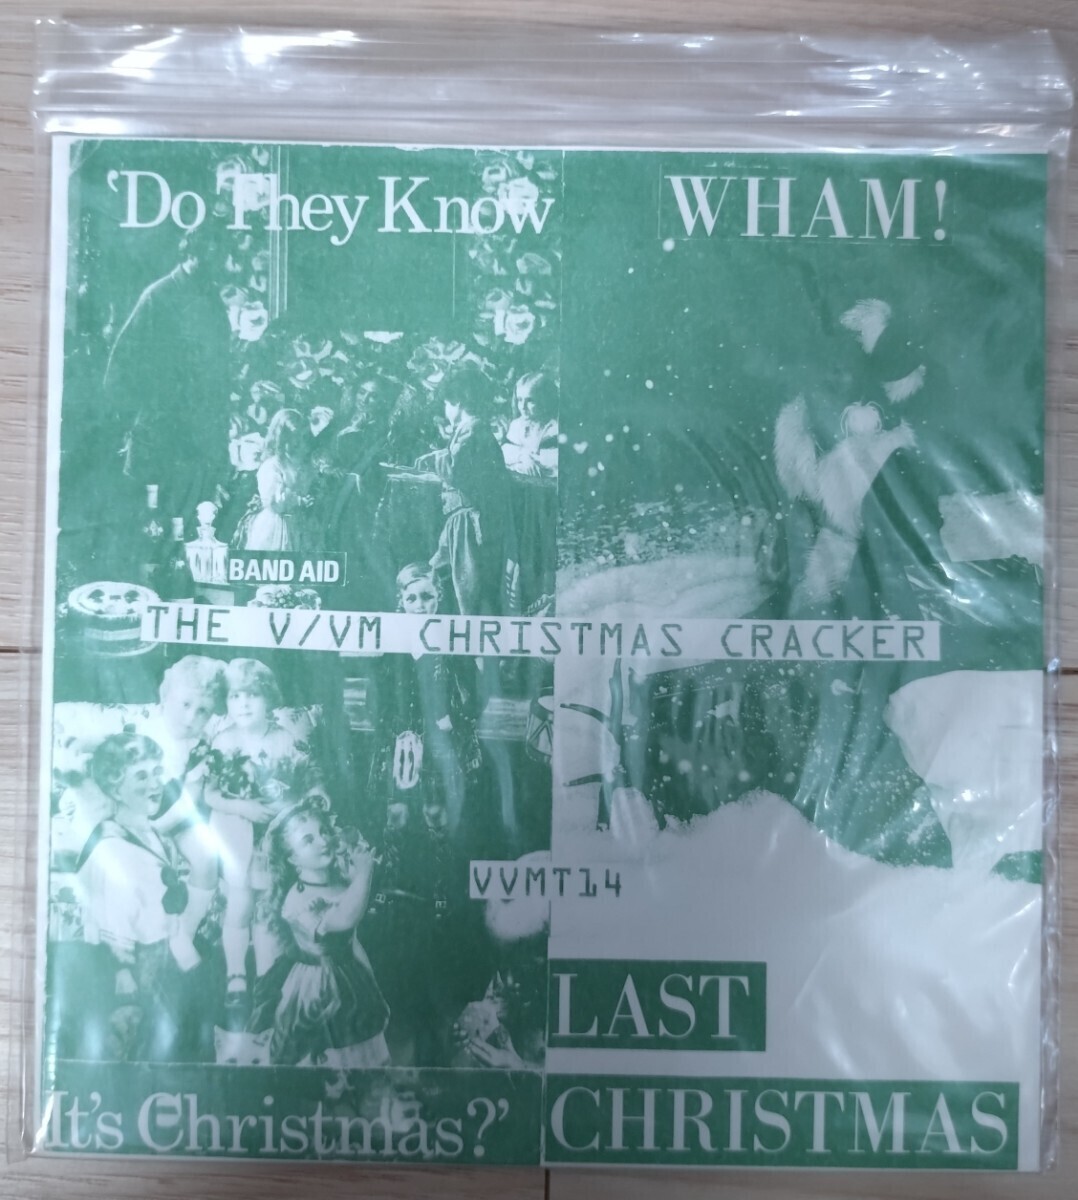 'Do They Know
WHAM!
BAND AID
THE V/VM CHRISTMAS CRACKER
VVMT14
LAST
It's Christmas?'
CHRISTMAS